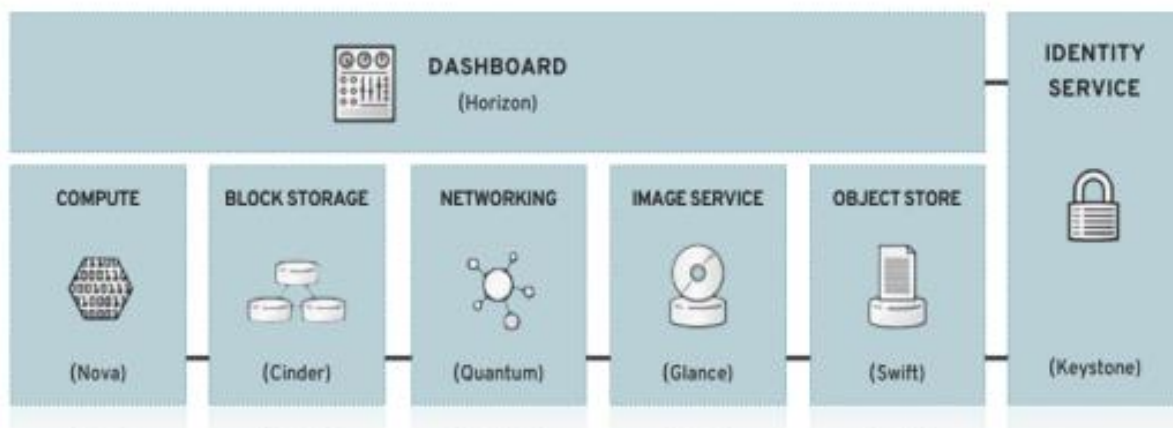 DASHBOARD
(Horizon)
IDENTITY
SERVICE
(Keystone)
COMPUTE
(Nova)
BLOCK STORAGE
(Cinder)
NETWORKING
(Quantum)
IMAGE SERVICE
(Glance)
OBJECT STORE
(Swift)